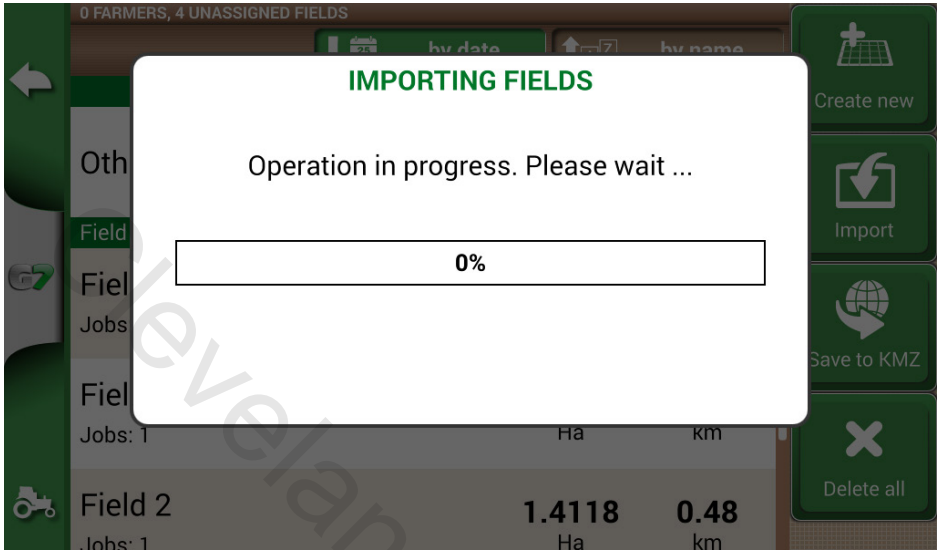 0 FARMERS, 4 UNASSIGNED FIELDS
by date
by name
IMPORTING FIELDS
Operation in progress. Please wait ...
0%
Create new
Import
Save to KMZ
Delete all
Oth
Field
Fiel
Jobs
Fiel
Jobs: 1
Ha
km
Field 2
1.4118
0.48
Jobs: 1
Ha
km
G7
25
Z